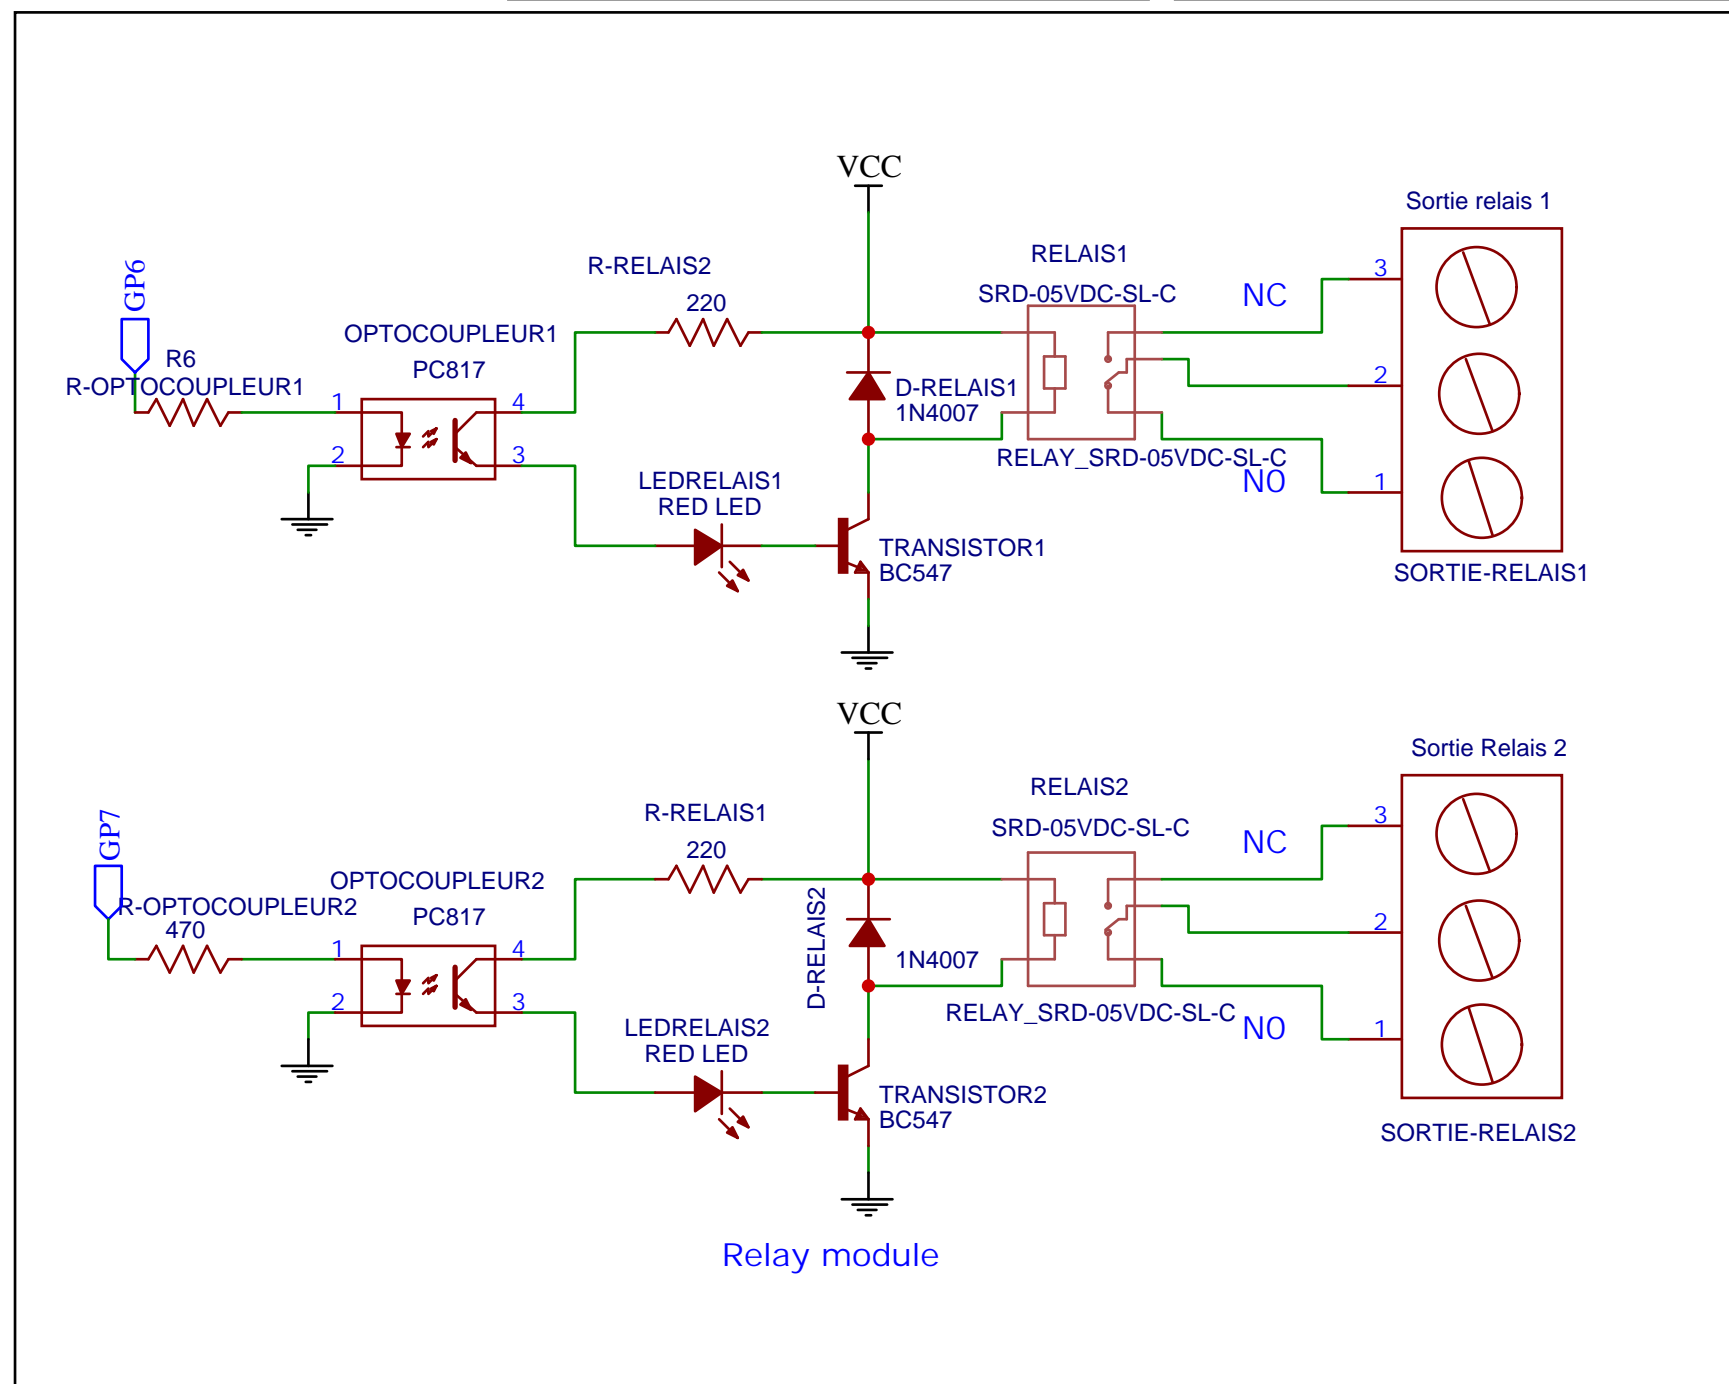 VCC
Sortie relais 1
GP6
R-RELAIS2
220
RELAIS1
SRD-05VDC-SL-C
NC
3
OPTOCOUPLEUR1
PC817
R6
R-OPTOCOUPLEUR1
1
4
2
3
D-RELAIS1
1N4007
2
RELAY_SRD-05VDC-SL-C
N0
1
LEDRELAIS1
RED LED
TRANSISTOR1
BC547
SORTIE-RELAIS1
VCC
Sortie Relais 2
GP7
R-RELAIS1
220
RELAIS2
SRD-05VDC-SL-C
NC
3
OPTOCOUPLEUR2
PC817
R-OPTOCOUPLEUR2
470
1
4
2
3
D-RELAIS2
1N4007
2
RELAY_SRD-05VDC-SL-C
N0
1
LEDRELAIS2
RED LED
TRANSISTOR2
BC547
SORTIE-RELAIS2
Relay module